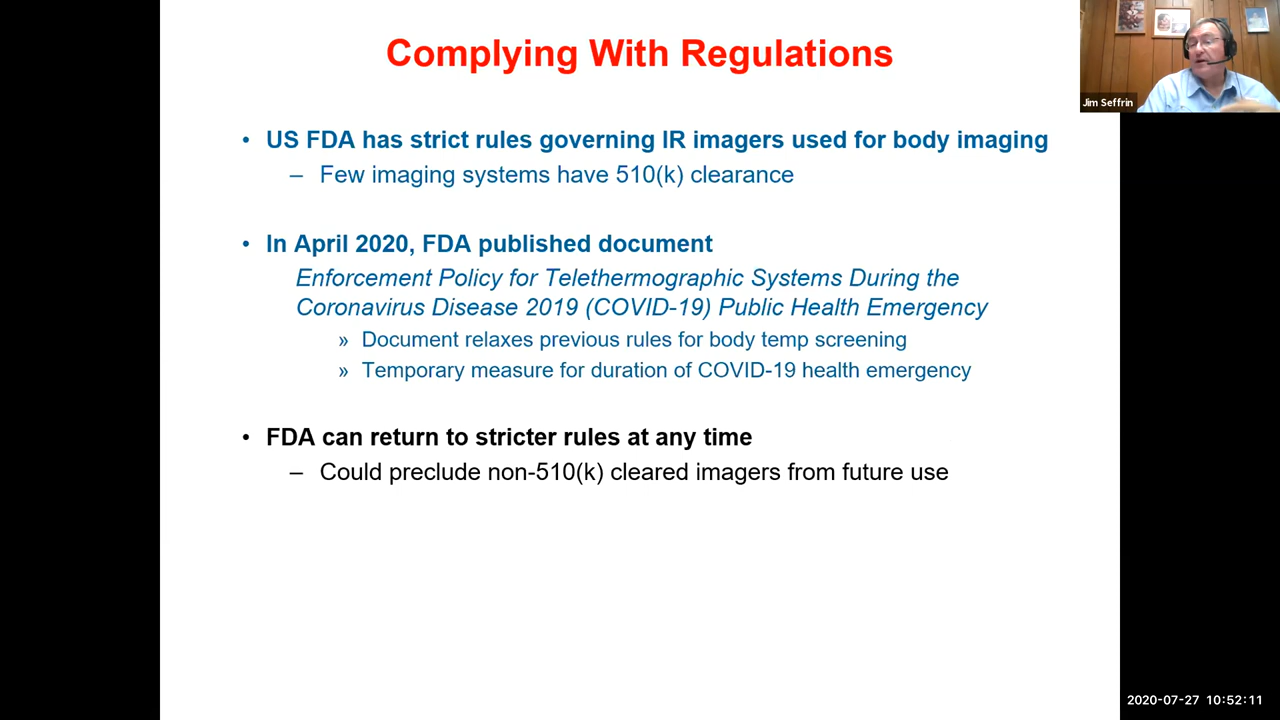 Complying With Regulations
Jim Seffrin
• US FDA has strict rules governing IR imagers used for body imaging
– Few imaging systems have 510(k) clearance
• In April 2020, FDA published document
Enforcement Policy for Telethermographic Systems During the
Coronavirus Disease 2019 (COVID-19) Public Health Emergency
» Document relaxes previous rules for body temp screening
» Temporary measure for duration of COVID-19 health emergency
• FDA can return to stricter rules at any time
– Could preclude non-510(k) cleared imagers from future use
2020-07-27 10:52:11